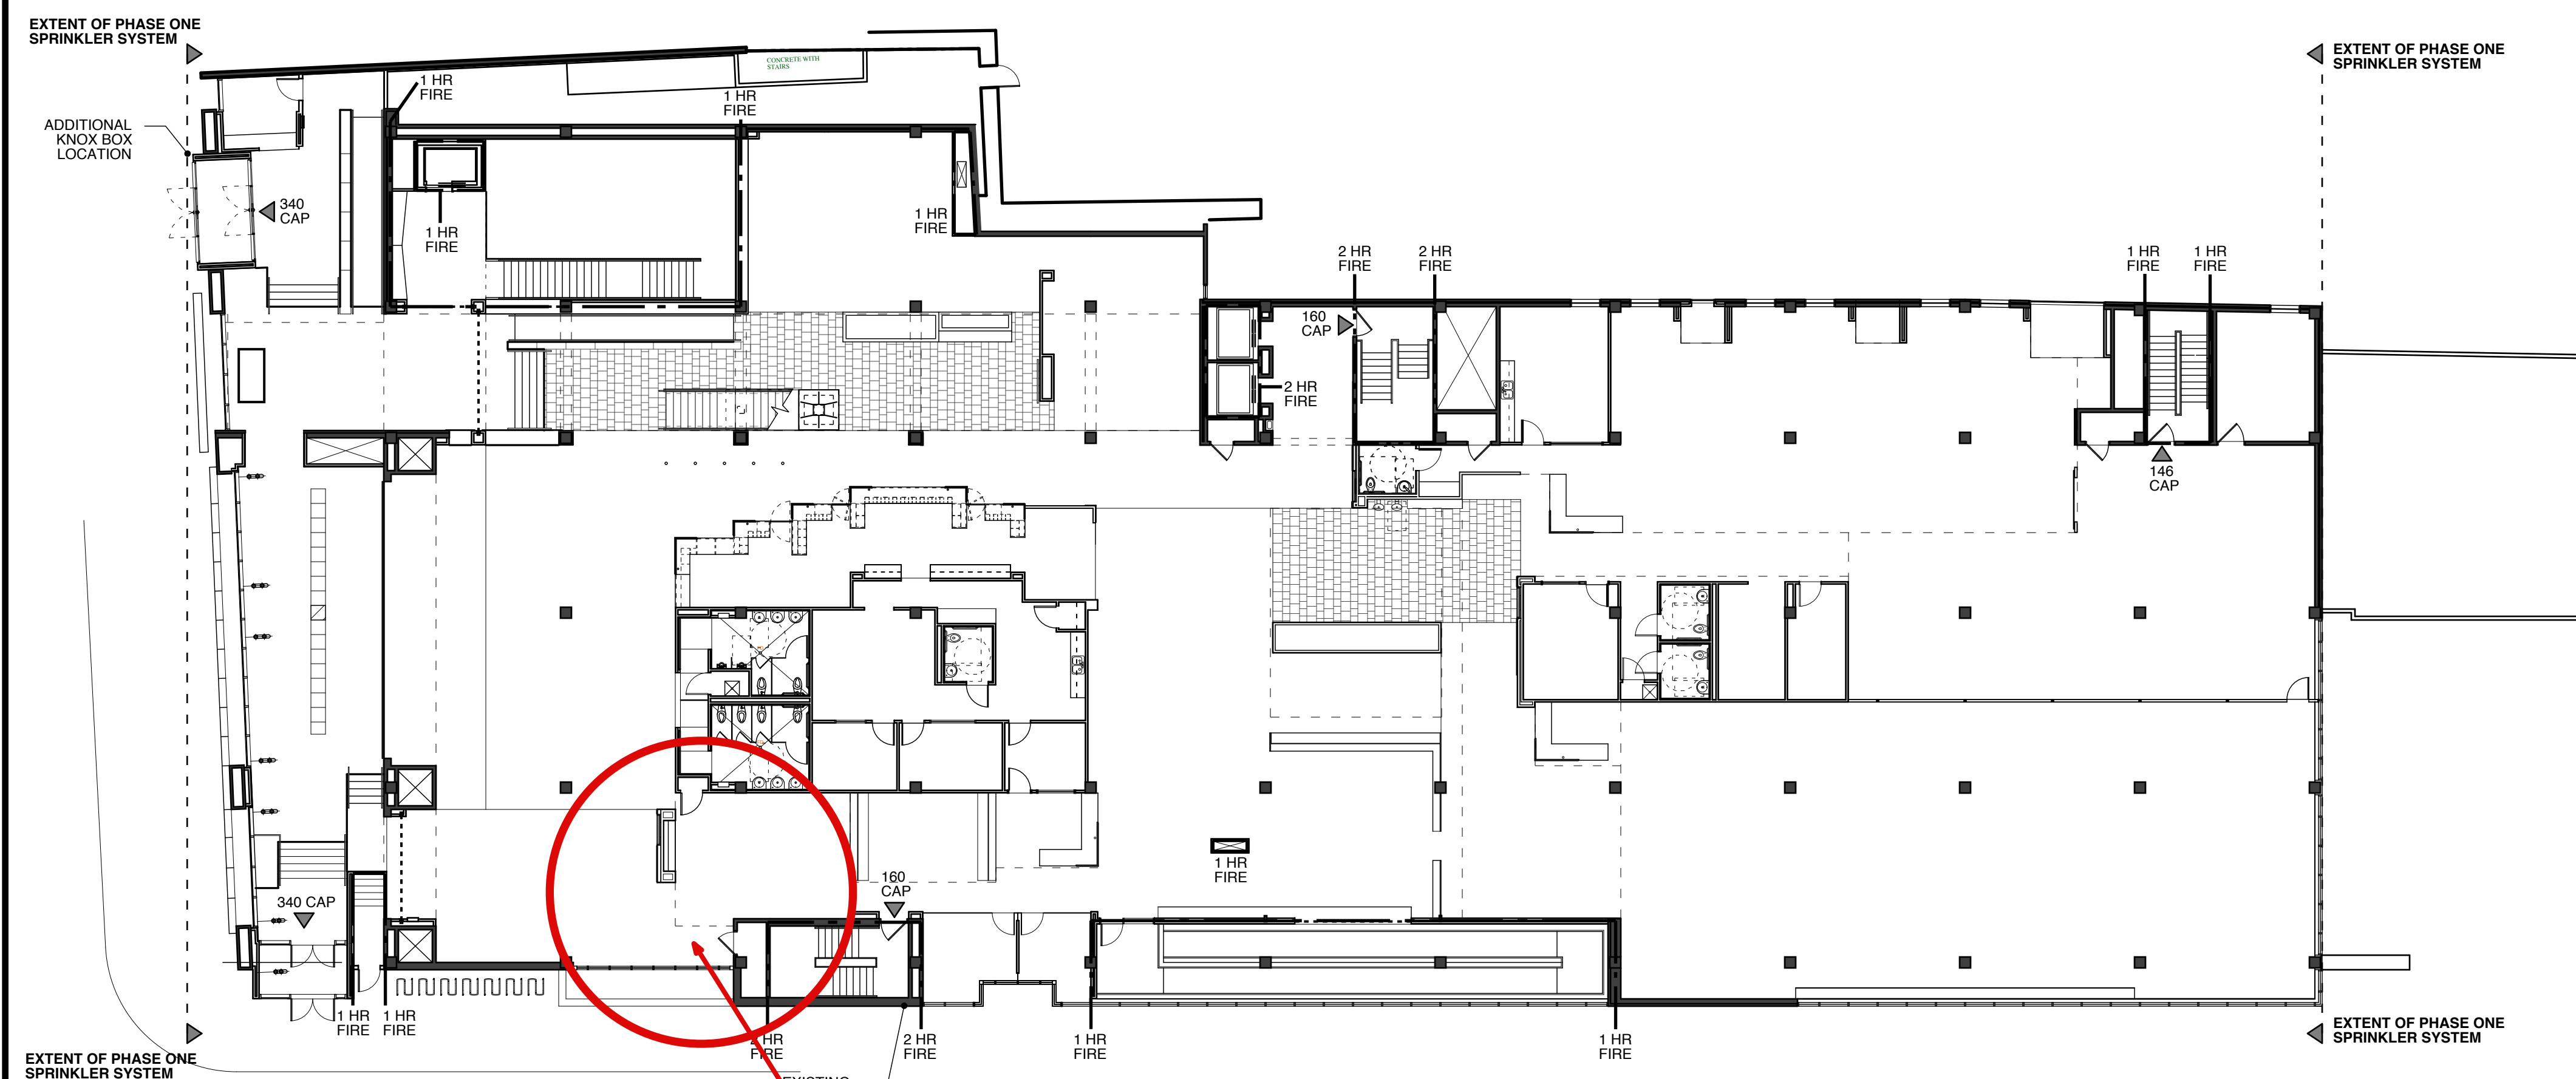 EXTENT OF PHASE ONE
SPRINKLER SYSTEM
EXTENT OF PHASE ONE
SPRINKLER SYSTEM
CONCRETE WITH
STAIRS
1 HR
FIRE
1 HR
FIRE
ADDITIONAL
KNOX BOX
LOCATION
340
CAP
1 HR
FIRE
1 HR
FIRE
2 HR
FIRE
2 HR
FIRE
1 HR
FIRE
1 HR
FIRE
160
CAP
2 HR
FIRE
146
CAP
1 HR
FIRE
160
CAP
340 CAP
1 HR
FIRE
1 HR
FIRE
2 HR
FIRE
2 HR
FIRE
1 HR
FIRE
1 HR
FIRE
EXTENT OF PHASE ONE
SPRINKLER SYSTEM
EXTENT OF PHASE ONE
SPRINKLER SYSTEM
EXISTING